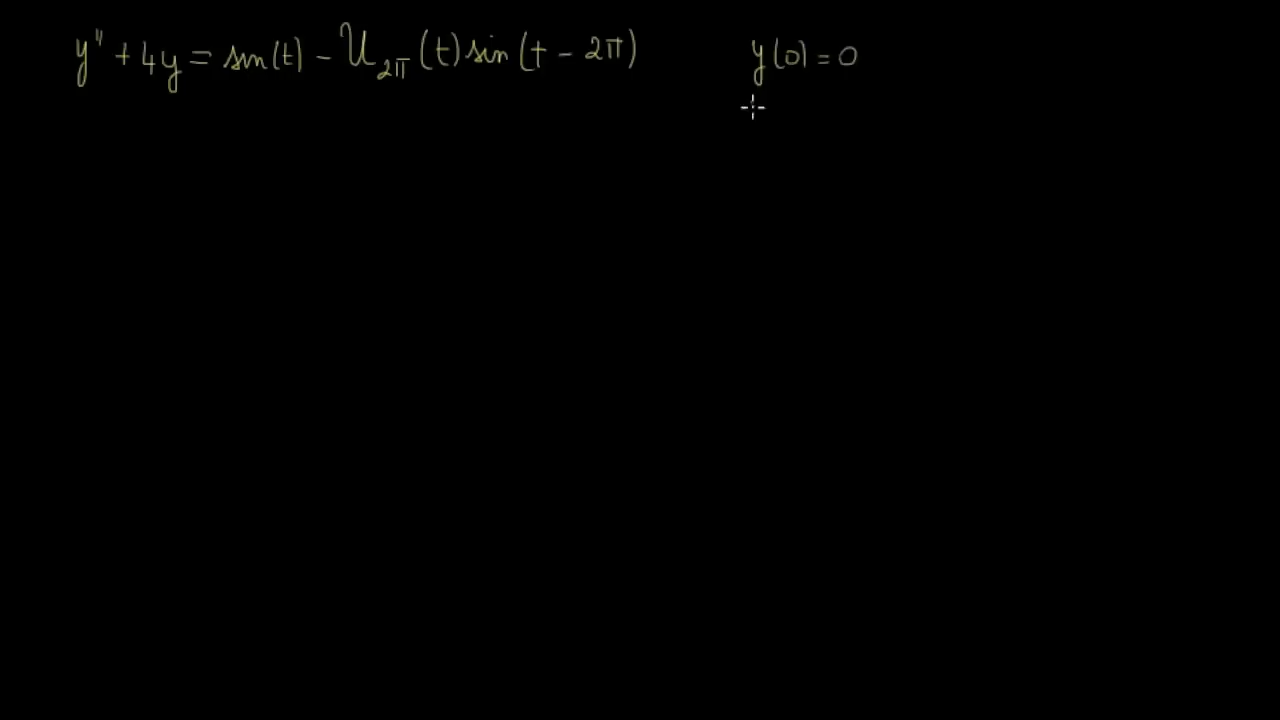 y'' + 4y = sin(t) - U_{2π}(t) sin(t - 2π) y(0) = 0